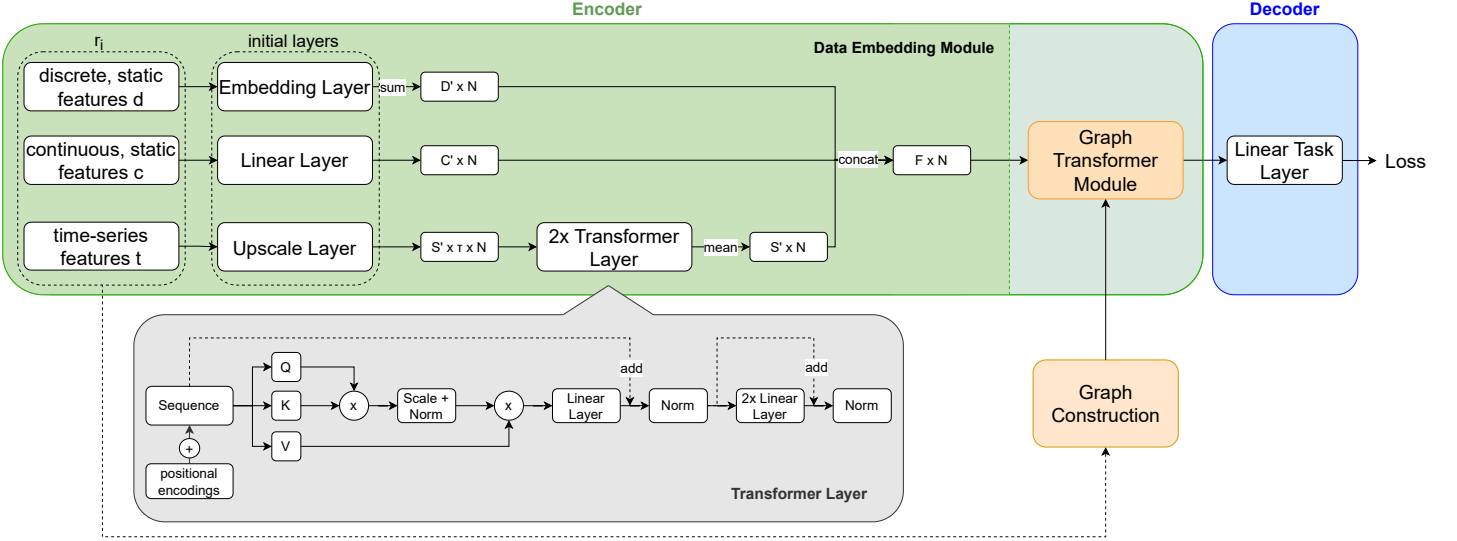 Encoder
Decoder
r_i
initial layers
Data Embedding Module
discrete, static
features d
Embedding Layer
sum
D' x N
continuous, static
features c
Linear Layer
C' x N
concat
F x N
Graph
Transformer
Module
Linear Task
Layer
Loss
time-series
features t
Upscale Layer
S' x τ x N
2x Transformer
Layer
mean
S' x N
Sequence
+
positional
encodings
Q
K
V
x
Scale +
Norm
x
Linear
Layer
add
Norm
2x Linear
Layer
add
Norm
Transformer Layer
Graph
Construction